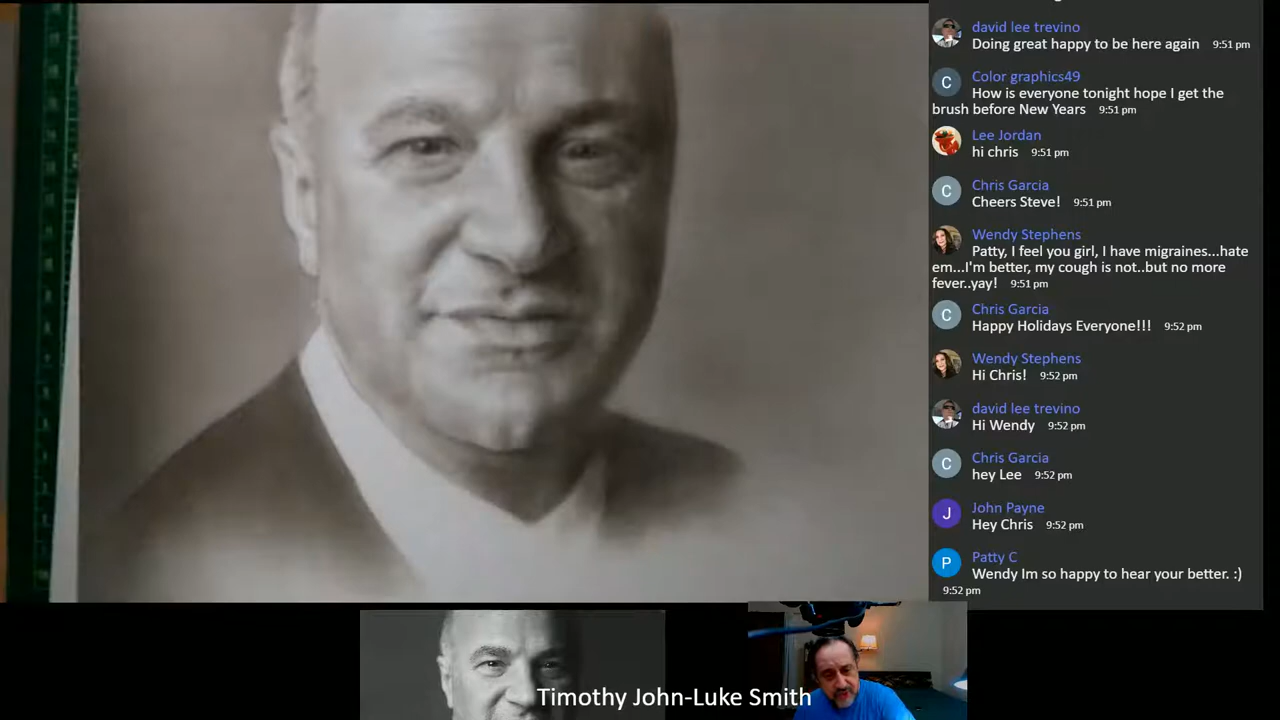 david lee trevino
Doing great happy to be here again 9:51 pm
C
Color graphics49
How is everyone tonight hope I get the
brush before New Years 9:51 pm
Lee Jordan
hi chris 9:51 pm
C
Chris Garcia
Cheers Steve! 9:51 pm
Wendy Stephens
Patty, I feel you girl, I have migraines...hate
em...I'm better, my cough is not..but no more
fever..yay! 9:51 pm
C
Chris Garcia
Happy Holidays Everyone!!! 9:52 pm
Wendy Stephens
Hi Chris! 9:52 pm
david lee trevino
Hi Wendy 9:52 pm
C
Chris Garcia
hey Lee 9:52 pm
J
John Payne
Hey Chris 9:52 pm
P
Patty C
Wendy Im so happy to hear your better. :)
9:52 pm
Timothy John-Luke Smith